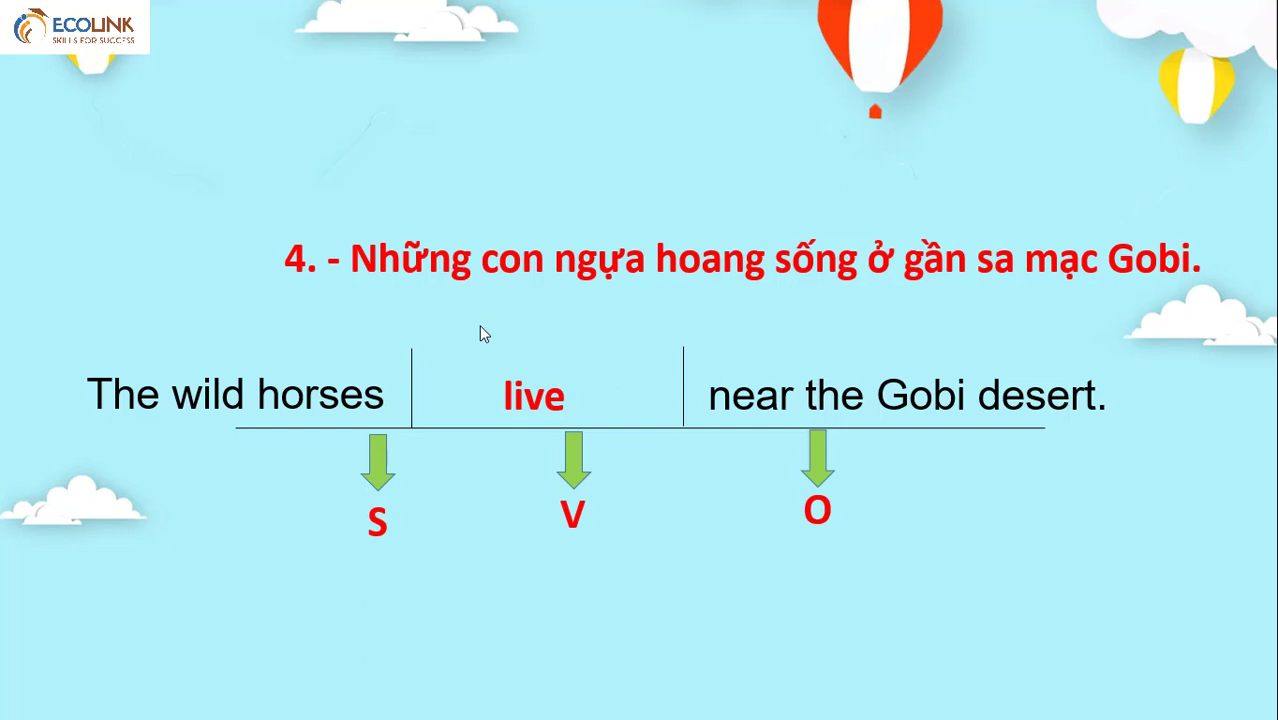 ECOLINK
SKILLS FOR SUCCESS
4. - Những con ngựa hoang sống ở gần sa mạc Gobi.
The wild horses live near the Gobi desert.
S V O